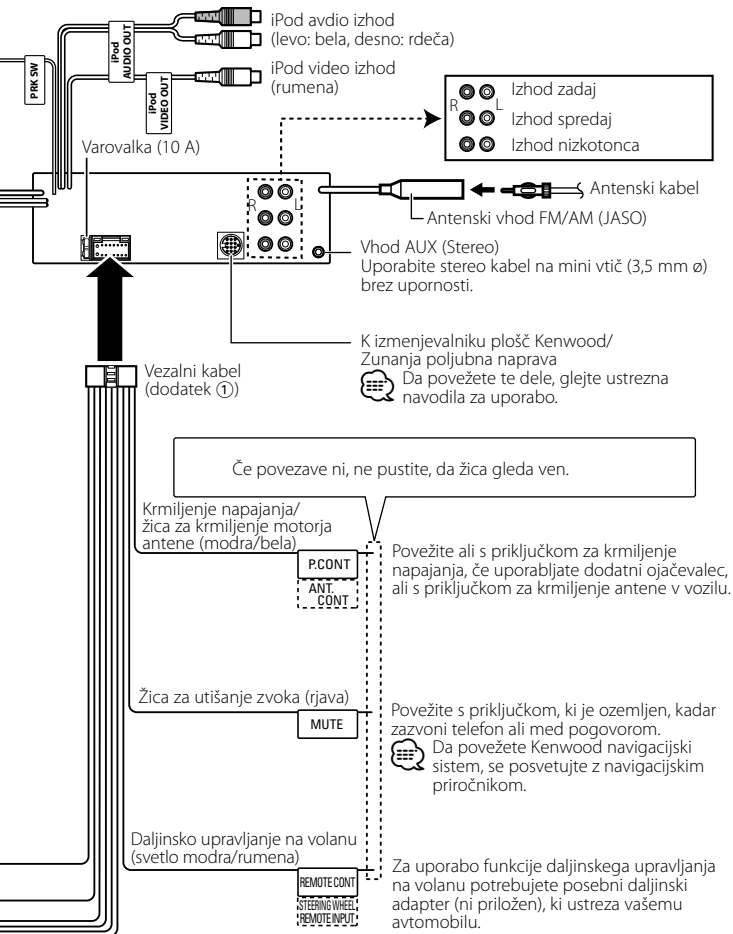 iPod avdio izhod
(levo: bela, desno: rdeča)
iPod
AUDIO OUT
iPod video izhod
(rumena)
iPod
VIDEO OUT
PRK SW
R
L
Izhod zadaj
Izhod spredaj
Izhod nizkotonca
Varovalka (10 A)
R
L
Antenski kabel
Antenski vhod FM/AM (JASO)
Vhod AUX (Stereo)
Uporabite stereo kabel na mini vtič (3,5 mm ø)
brez upornosti.
K izmenjevalniku plošč Kenwood/
Zunanja poljubna naprava
Da povežete te dele, glejte ustrezna
navodila za uporabo.
Vezalni kabel
(dodatek ①)
Če povezave ni, ne pustite, da žica gleda ven.
Krmiljenje napajanja/
žica za krmiljenje motorja
antene (modra/bela)
P.CONT
ANT.
CONT
Povežite ali s priključkom za krmiljenje
napajanja, če uporabljate dodatni ojačevalec,
ali s priključkom za krmiljenje antene v vozilu.
Žica za utišanje zvoka (rjava)
MUTE
Povežite s priključkom, ki je ozemljen, kadar
zazvoni telefon ali med pogovorom.
Da povežete Kenwood navigacijski
sistem, se posvetujte z navigacijskim
priročnikom.
Daljinsko upravljanje na volanu
(svetlo modra/rumena)
REMOTE CONT
STEERING WHEEL
REMOTE INPUT
Za uporabo funkcije daljinskega upravljanja
na volanu potrebujete posebni daljinski
adapter (ni priložen), ki ustreza vašemu
avtomobilu.